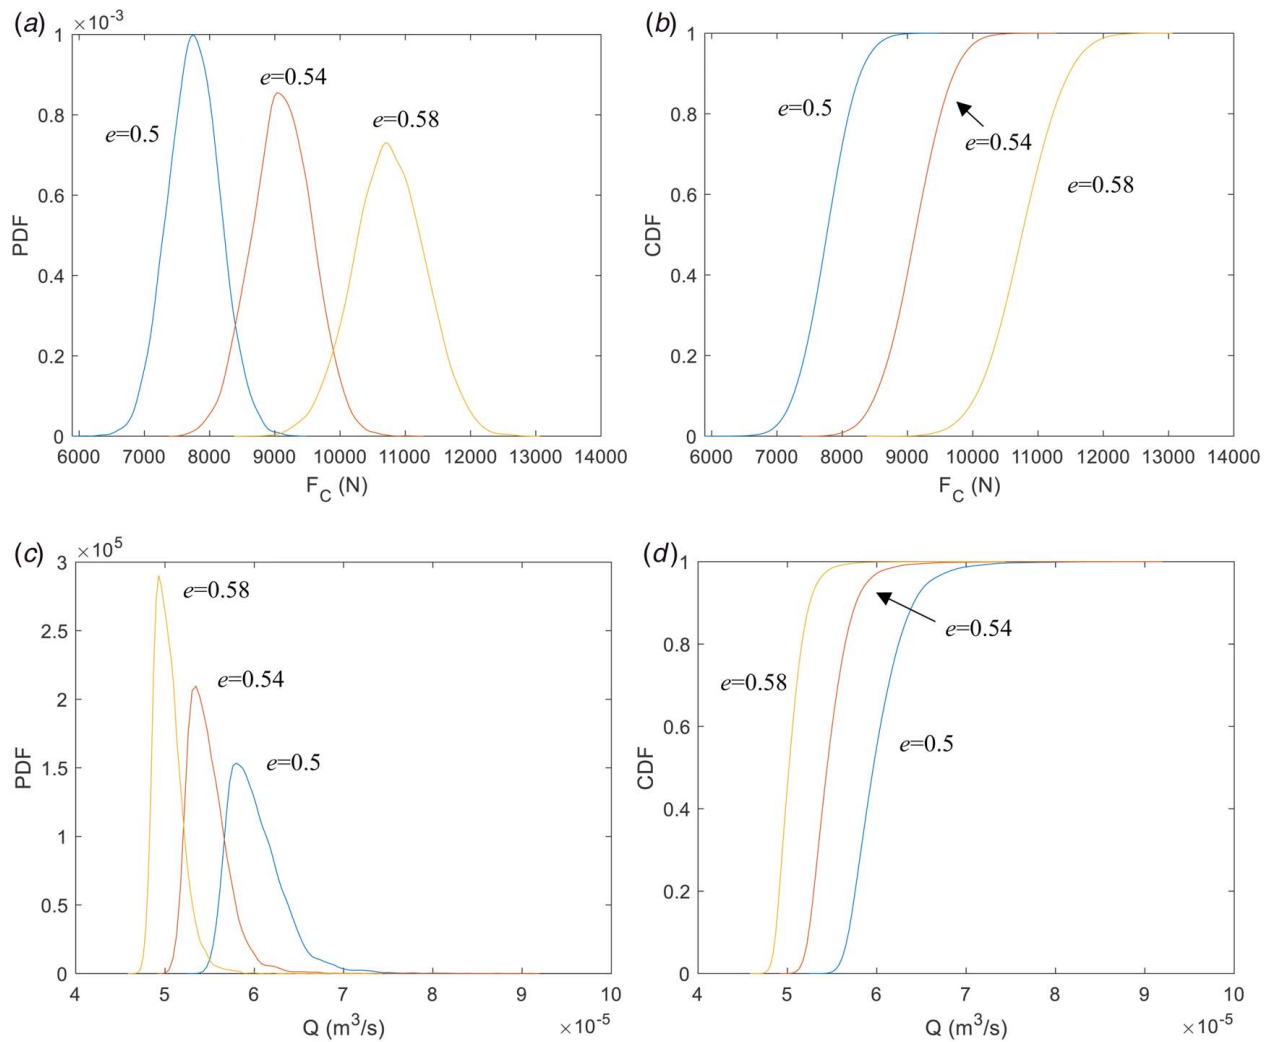 (a)
×10⁻³
1
0.8
0.6
0.4
0.2
0
PDF
e=0.5
e=0.54
e=0.58
6000 7000 8000 9000 10000 11000 12000 13000 14000
F_C (N)
(b)
1
0.8
0.6
0.4
0.2
0
CDF
e=0.5
e=0.54
e=0.58
6000 7000 8000 9000 10000 11000 12000 13000 14000
F_C (N)
(c)
×10⁵
3
2.5
2
1.5
1
0.5
0
PDF
e=0.58
e=0.54
e=0.5
4 5 6 7 8 9 10
Q (m³/s)
×10⁻⁵
(d)
1
0.8
0.6
0.4
0.2
0
CDF
e=0.54
e=0.58
e=0.5
4 5 6 7 8 9 10
Q (m³/s)
×10⁻⁵